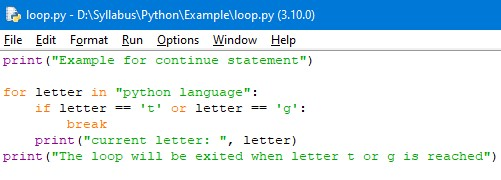 loop.py - D:\Syllabus\Python\Example\loop.py (3.10.0)
File Edit Format Run Options Window Help
print("Example for continue statement")

for letter in "python language":
    if letter == 't' or letter == 'g':
        break
    print("current letter: ", letter)
print("The loop will be exited when letter t or g is reached")